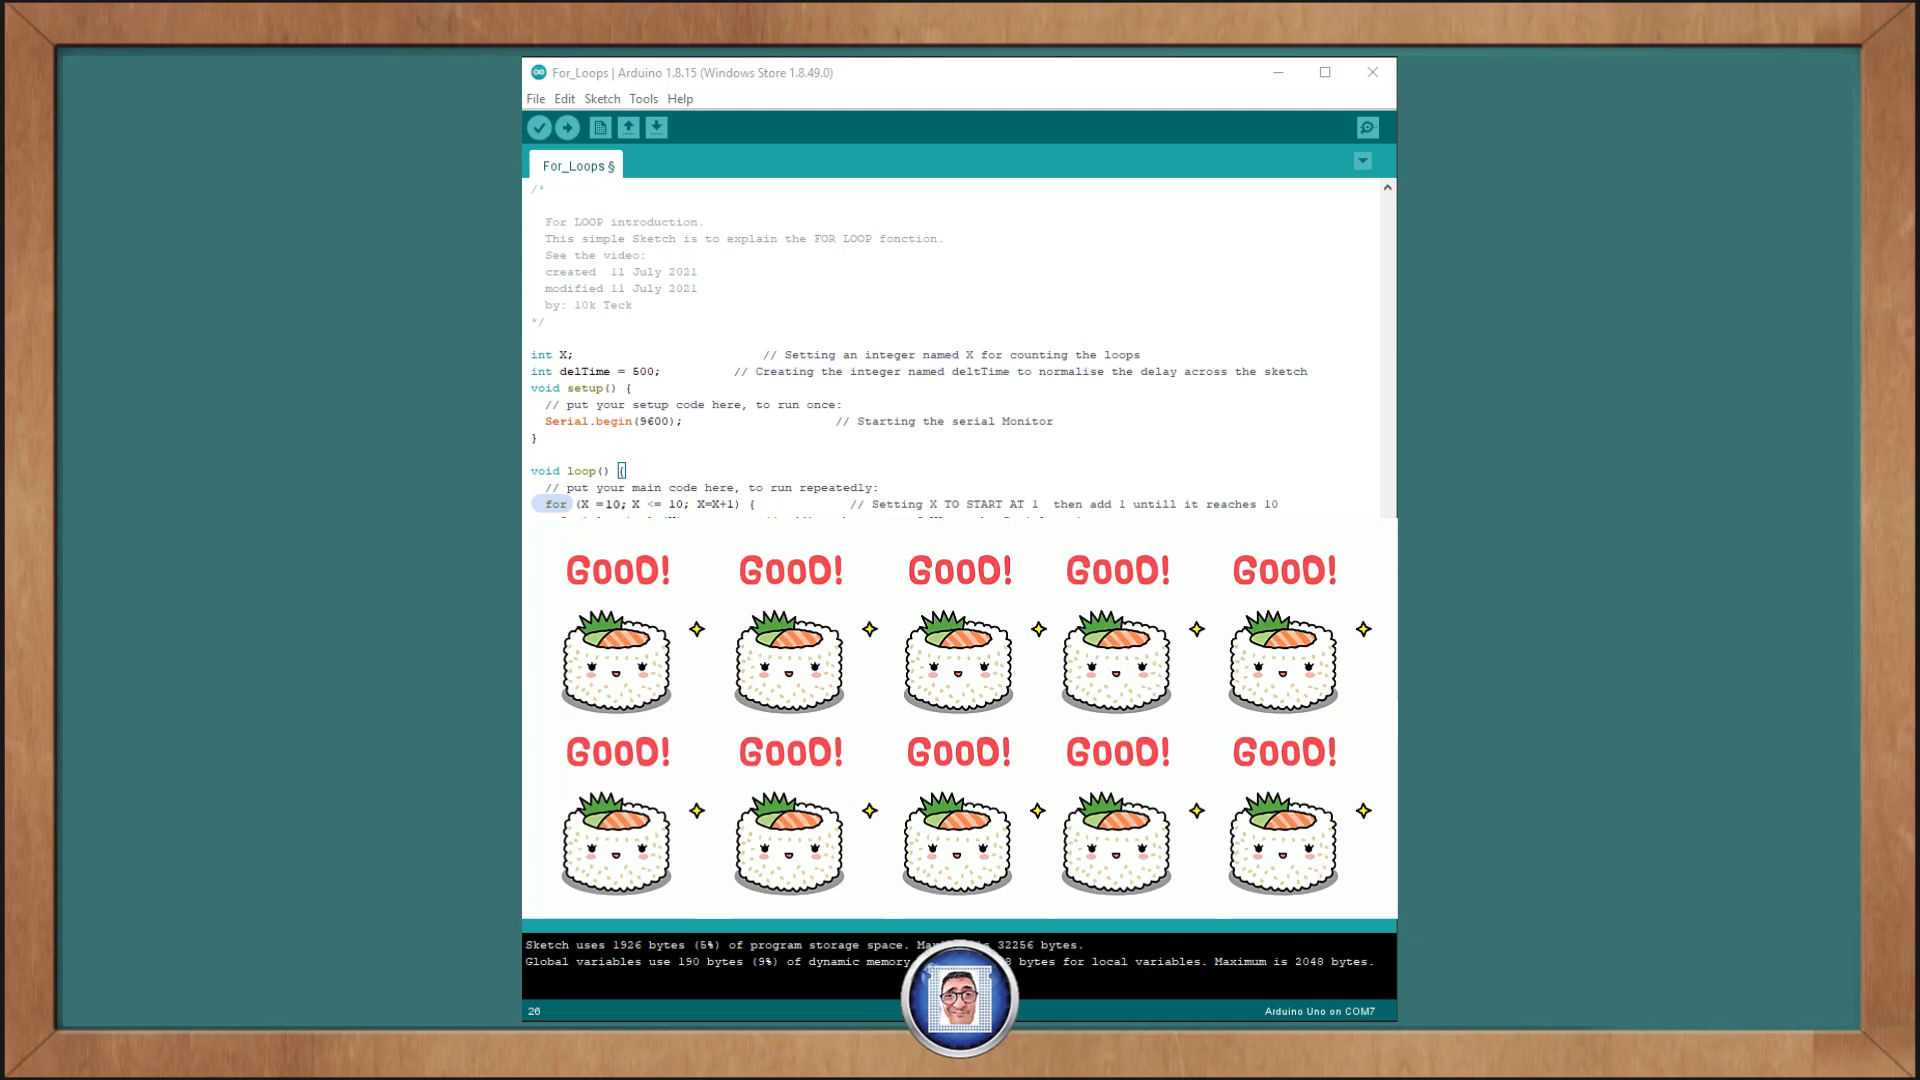 For_Loops | Arduino 1.8.15 (Windows Store 1.8.49.0)
File Edit Sketch Tools Help
For_Loops §
/*
For LOOP introduction.
This simple Sketch is to explain the FOR LOOP fonction.
See the video:
created 11 July 2021
modified 11 July 2021
by: 10k Teck
*/
int X; // Setting an integer named X for counting the loops
int delTime = 500; // Creating the integer named deltTime to normalise the delay across the sketch
void setup() {
// put your setup code here, to run once:
Serial.begin(9600); // Starting the serial Monitor
}
void loop() {
// put your main code here, to run repeatedly:
for (X =10; X <= 10; X=X+1) { // Setting X TO START AT 1 then add 1 untill it reaches 10
GOOD! GOOD! GOOD! GOOD! GOOD!
GOOD! GOOD! GOOD! GOOD! GOOD!
Sketch uses 1926 bytes (5%) of program storage space. 32256 bytes.
Global variables use 190 bytes (9%) of dynamic memory bytes for local variables. Maximum is 2048 bytes.
26 Arduino Uno on COM7